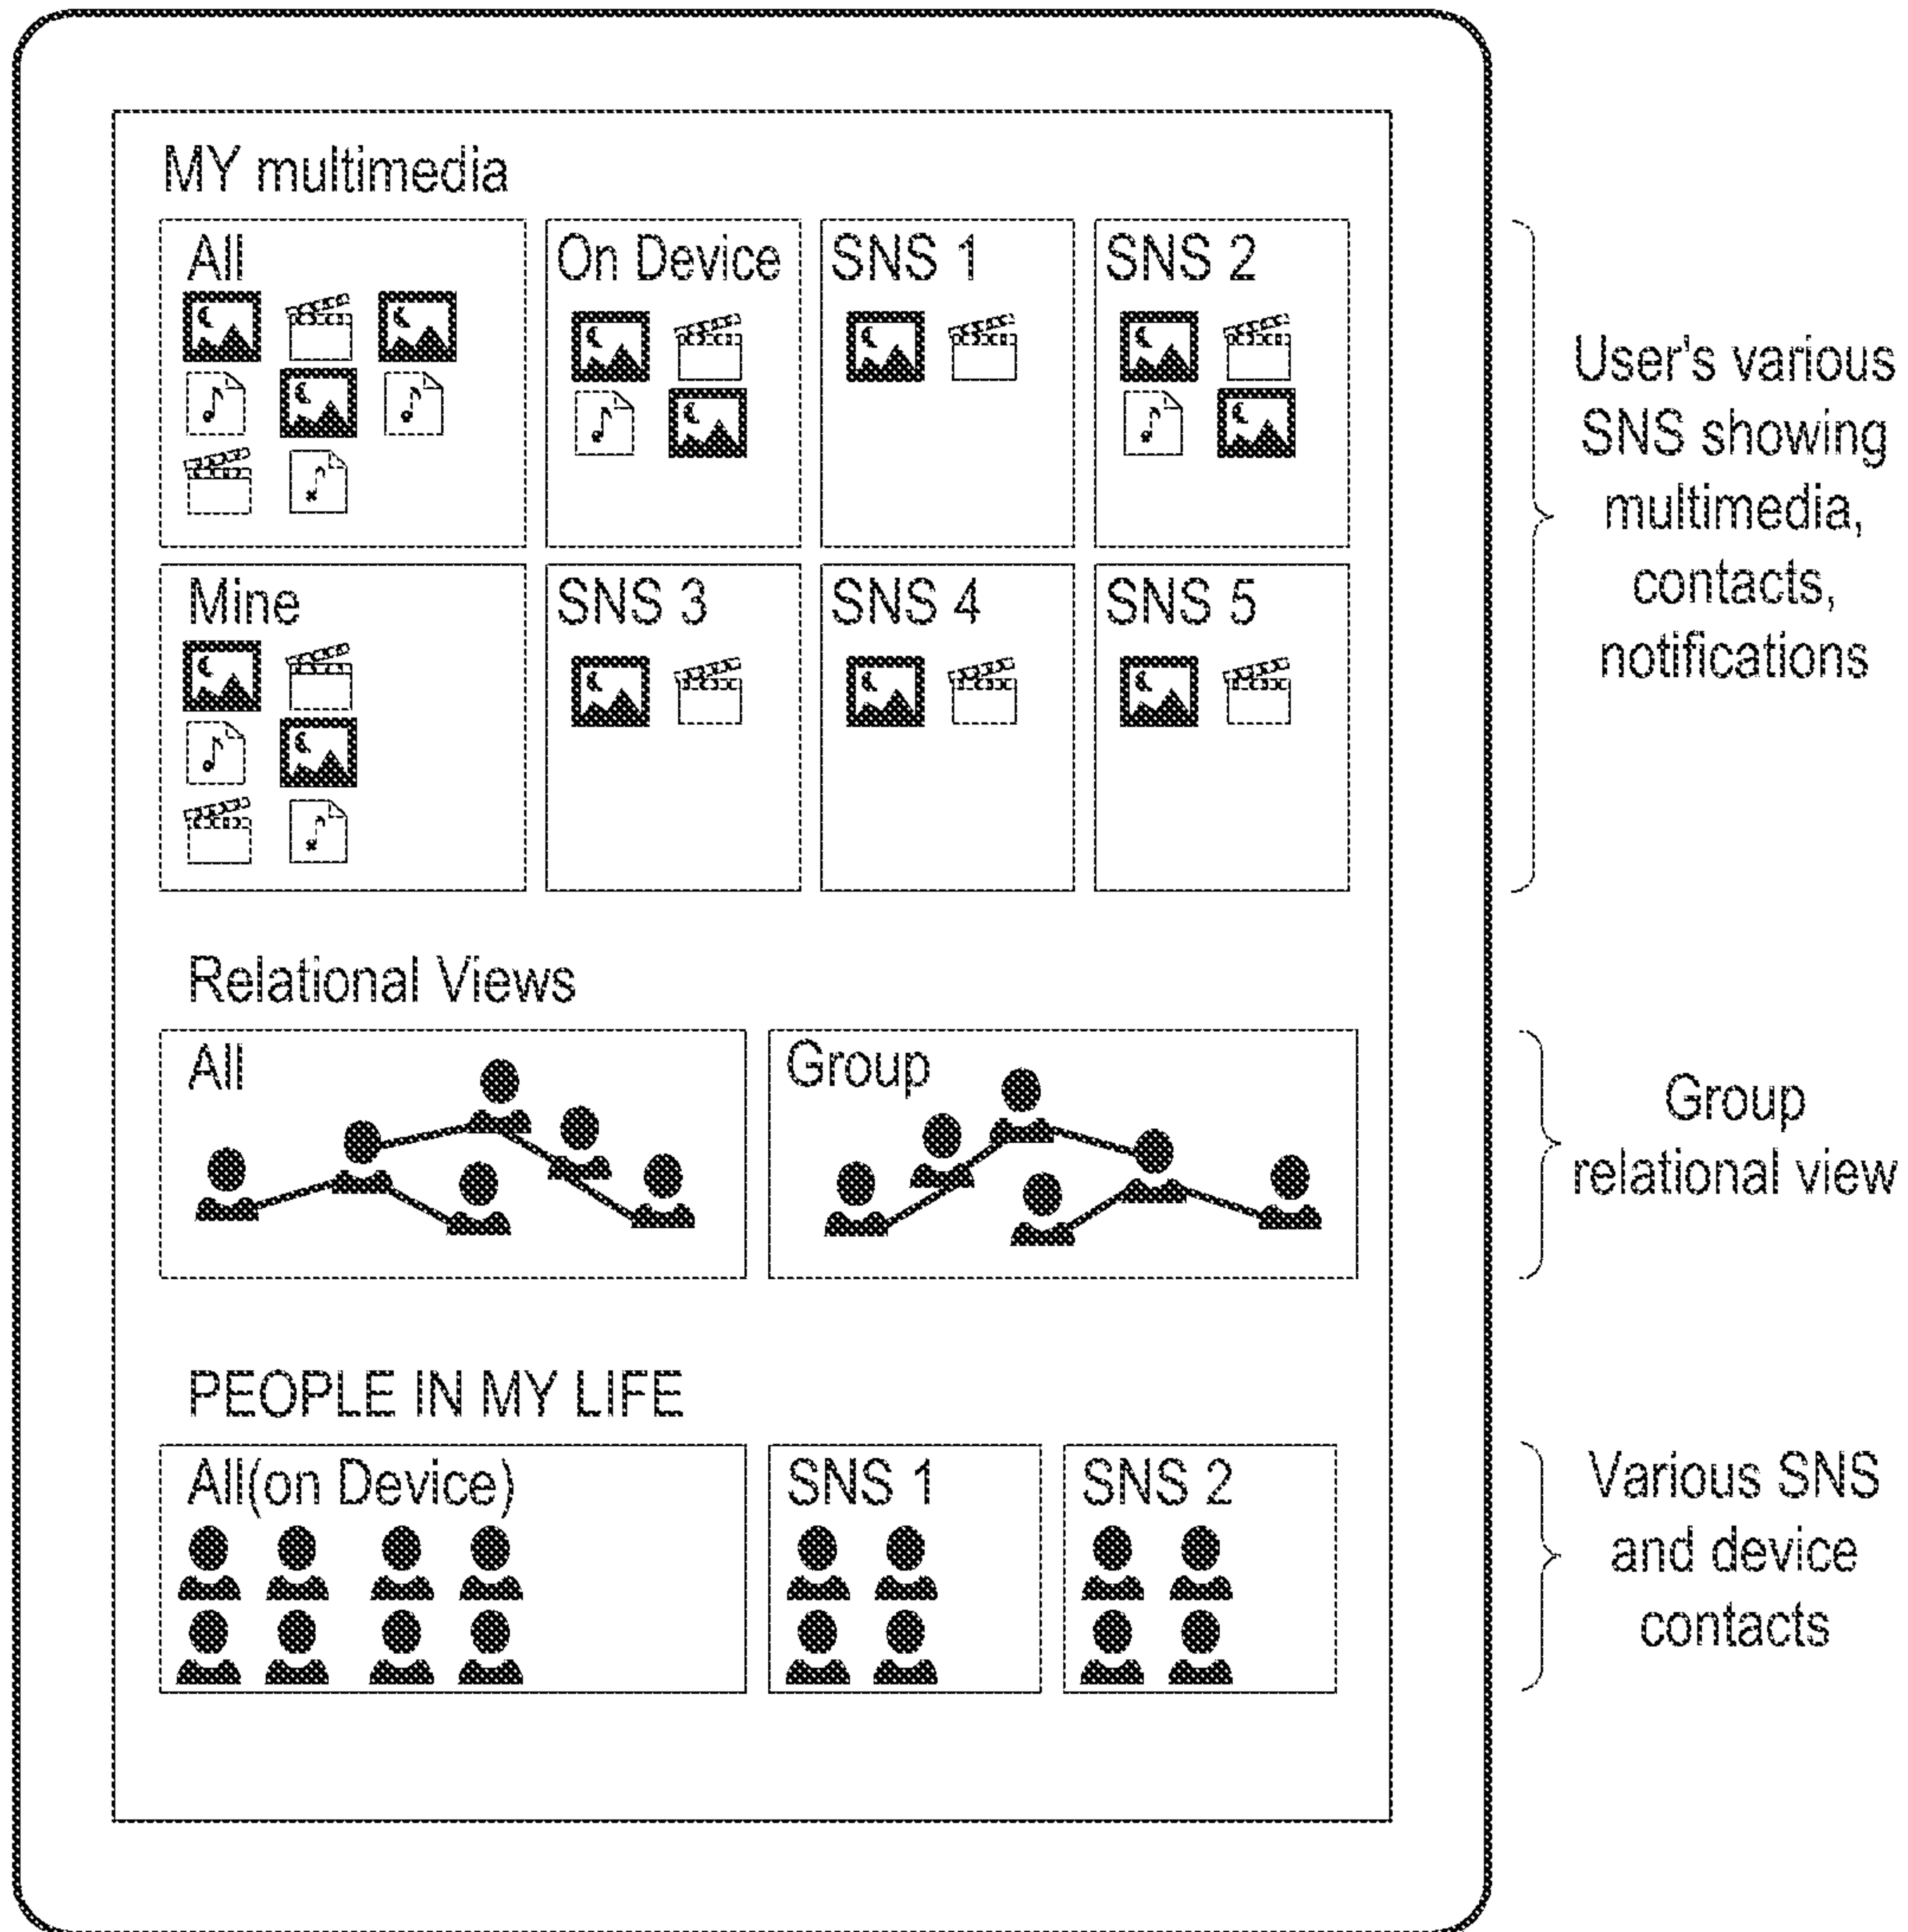 MY multimedia
All
On Device
SNS 1
SNS 2
Mine
SNS 3
SNS 4
SNS 5
User's various
SNS showing
multimedia,
contacts,
notifications
Relational Views
All
Group
Group
relational view
PEOPLE IN MY LIFE
All(on Device)
SNS 1
SNS 2
Various SNS
and device
contacts